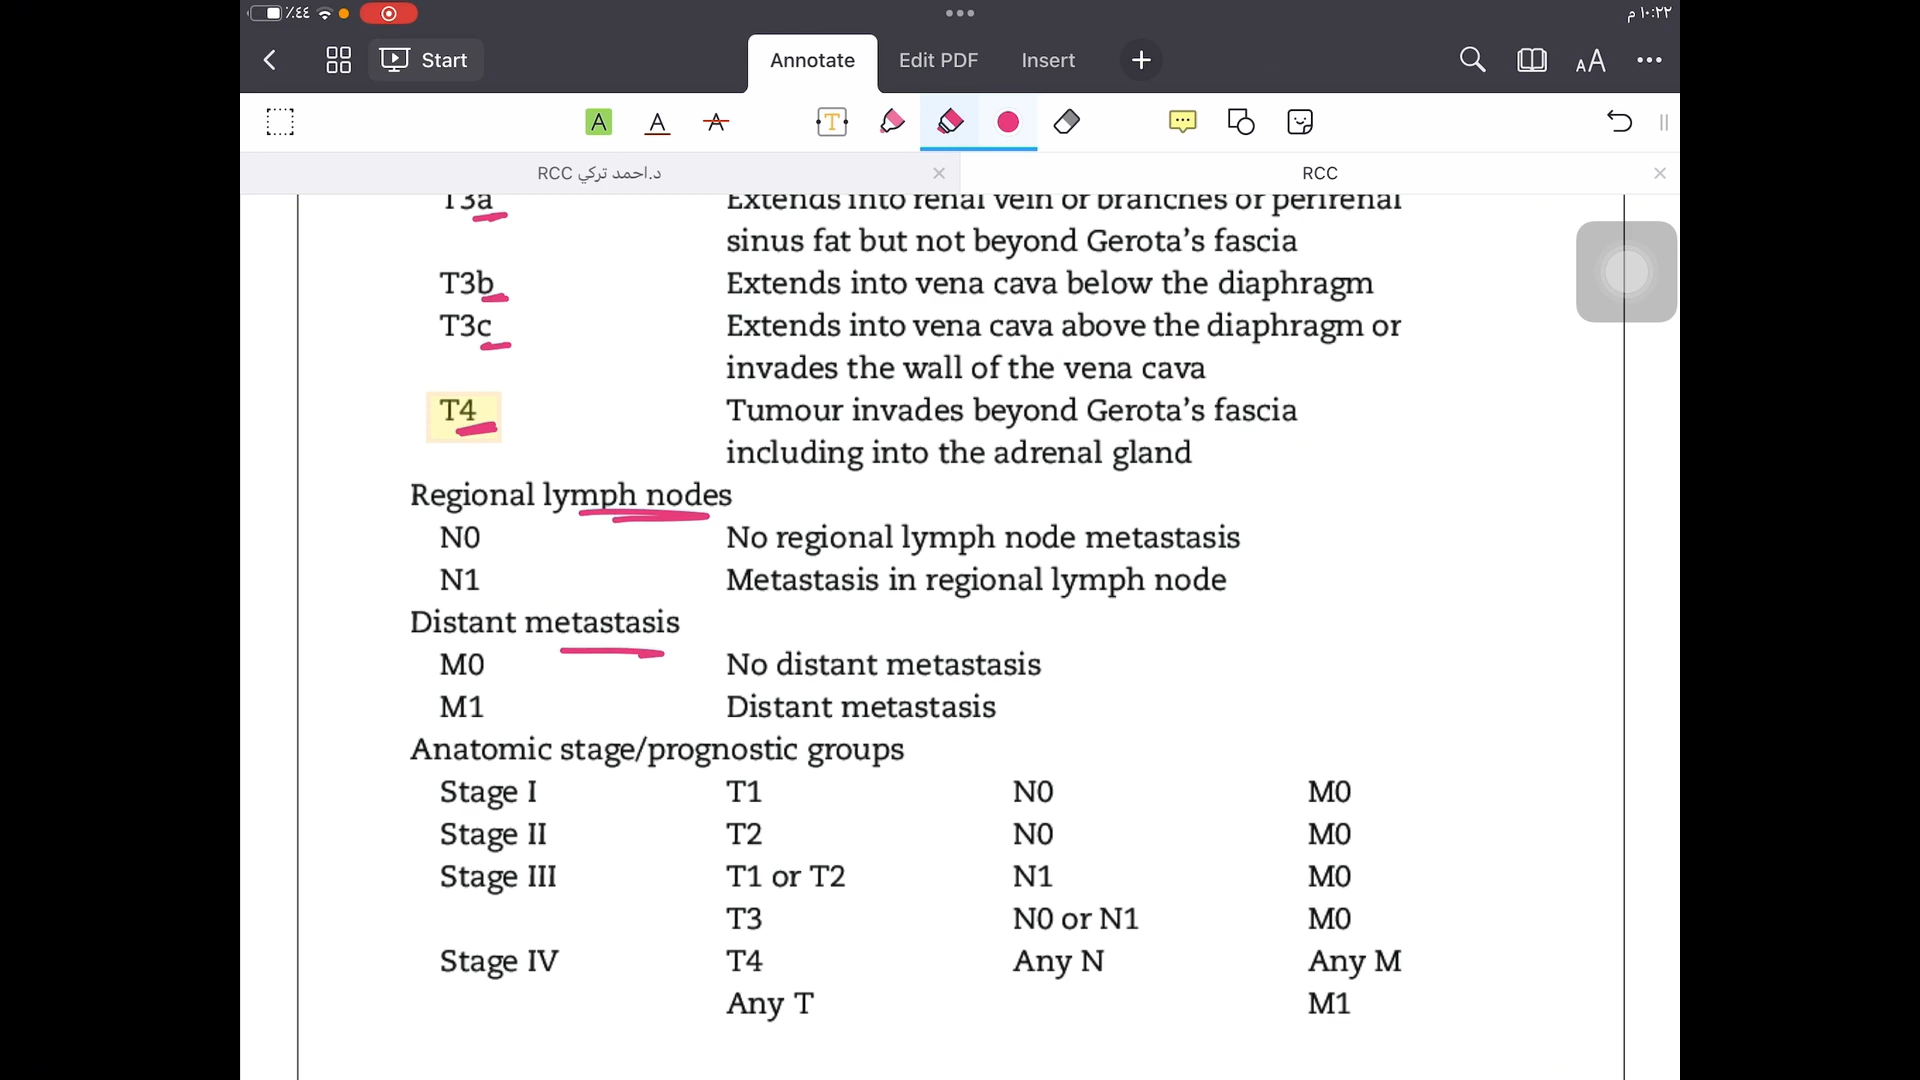 ٪٤٤
١٠:٢٢ م
Start
Annotate
Edit PDF
Insert
RCC د.احمد تركي
RCC
T3a Extends into renal vein or branches or perirenal
sinus fat but not beyond Gerota’s fascia
T3b Extends into vena cava below the diaphragm
T3c Extends into vena cava above the diaphragm or
invades the wall of the vena cava
T4 Tumour invades beyond Gerota’s fascia
including into the adrenal gland
Regional lymph nodes
N0 No regional lymph node metastasis
N1 Metastasis in regional lymph node
Distant metastasis
M0 No distant metastasis
M1 Distant metastasis
Anatomic stage/prognostic groups
Stage I T1 N0 M0
Stage II T2 N0 M0
Stage III T1 or T2 N1 M0
T3 N0 or N1 M0
Stage IV T4 Any N Any M
Any T M1